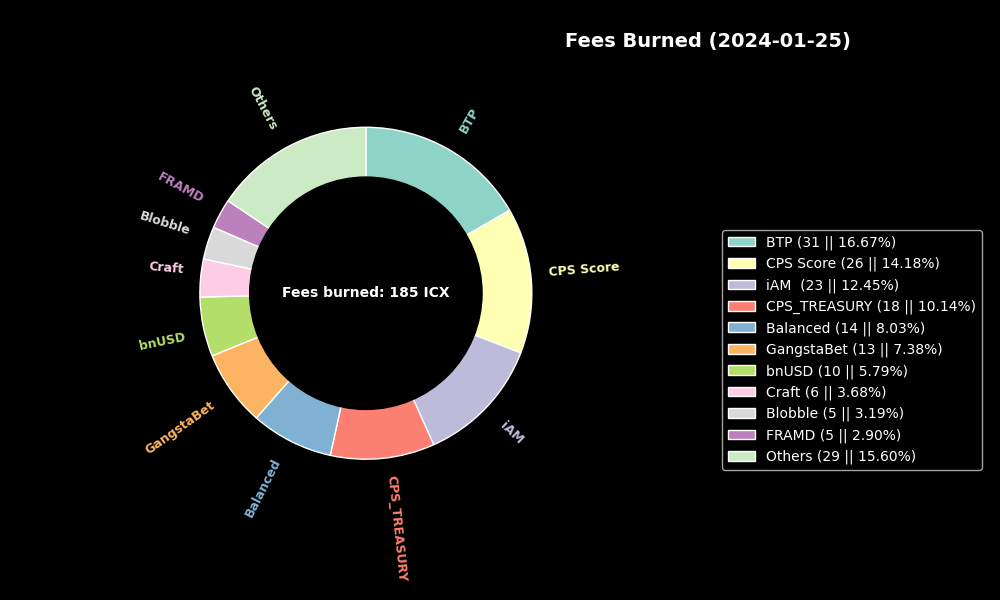 Fees Burned (2024-01-25)
Others
BTP
FRAMD
Blobble
Craft
CPS Score
Fees burned: 185 ICX
bnUSD
GangstaBet
iAM
Balanced
CPS_TREASURY
BTP (31 || 16.67%)
CPS Score (26 || 14.18%)
iAM  (23 || 12.45%)
CPS_TREASURY (18 || 10.14%)
Balanced (14 || 8.03%)
GangstaBet (13 || 7.38%)
bnUSD (10 || 5.79%)
Craft (6 || 3.68%)
Blobble (5 || 3.19%)
FRAMD (5 || 2.90%)
Others (29 || 15.60%)